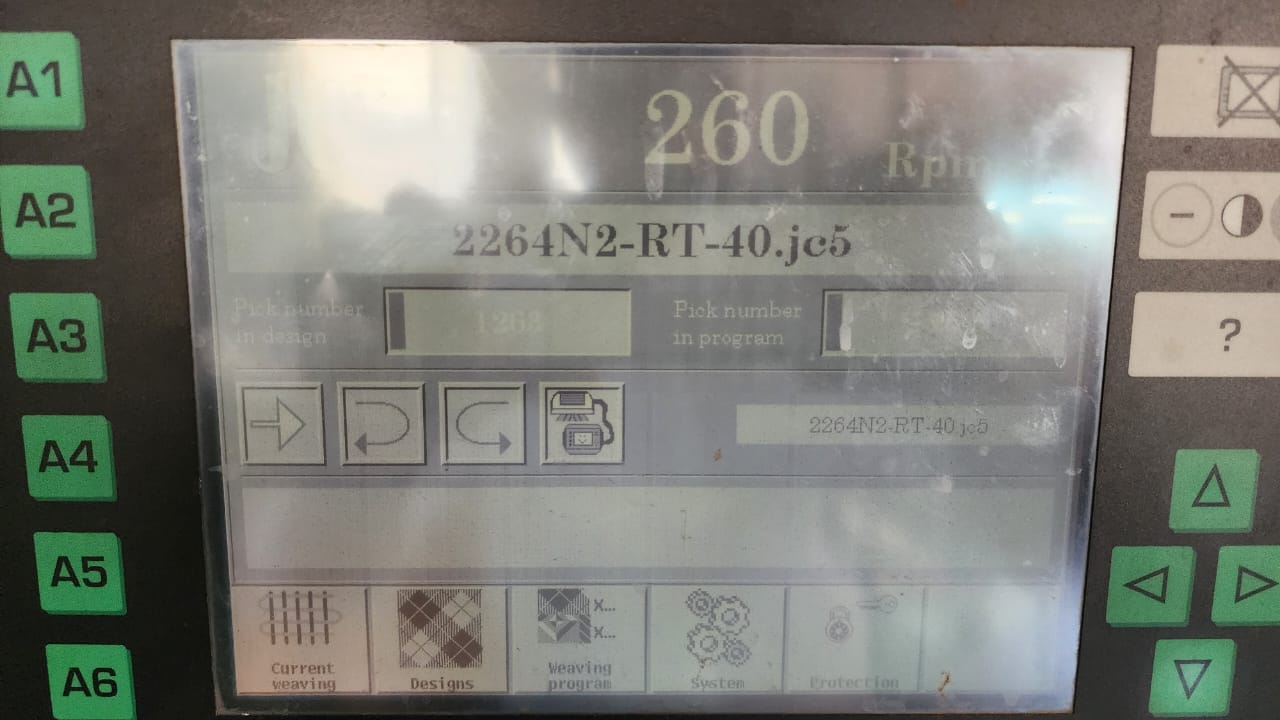 A1
A2
A3
A4
A5
A6
J
260
Rpm
2264N2-RT-40.jc5
Pick number
in design
Pick number
in program
2264N2-RT-40.jc5
Current
weaving
Designs
X...
X...
Weaving
program
System
Protection
?